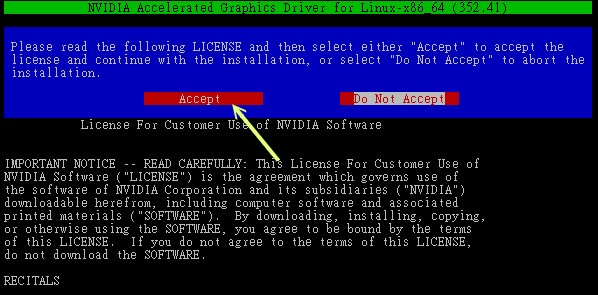 NVIDIA Accelerated Graphics Driver for Linux-x86_64 (352.41)
Please read the following LICENSE and then select either "Accept" to accept the
license and continue with the installation, or select "Do Not Accept" to abort the
installation.
Accept Do Not Accept
License For Customer Use of NVIDIA Software
IMPORTANT NOTICE -- READ CAREFULLY: This License For Customer Use of
NVIDIA Software ("LICENSE") is the agreement which governs use of
the software of NVIDIA Corporation and its subsidiaries ("NVIDIA")
downloadable herefrom, including computer software and associated
printed materials ("SOFTWARE"). By downloading, installing, copying,
or otherwise using the SOFTWARE, you agree to be bound by the terms
of this LICENSE. If you do not agree to the terms of this LICENSE,
do not download the SOFTWARE.
RECITALS